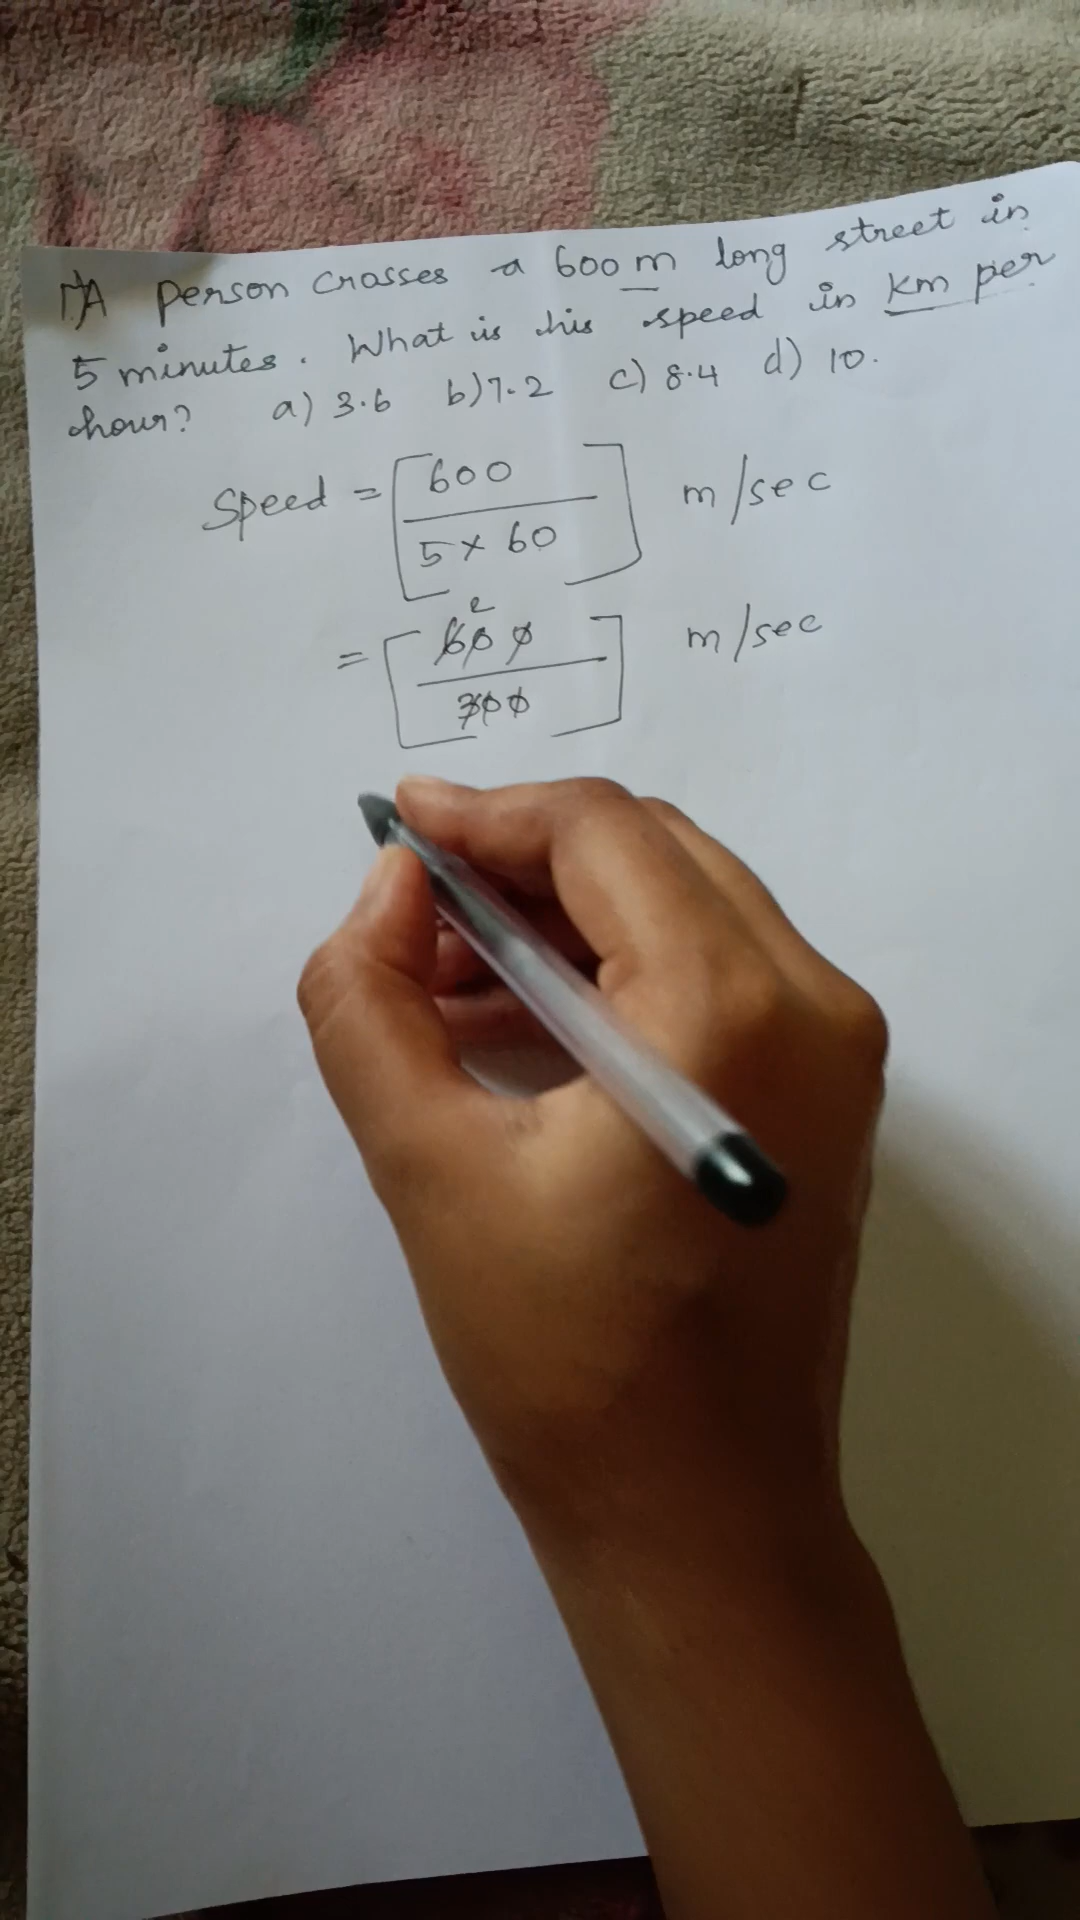 1) A person crosses a 600 m long street in
5 minutes. What is his speed in km per
hour? a) 3.6 b) 7.2 c) 8.4 d) 10.
Speed = [600 / 5 × 60] m/sec
= [600 / 300] 2 m/sec